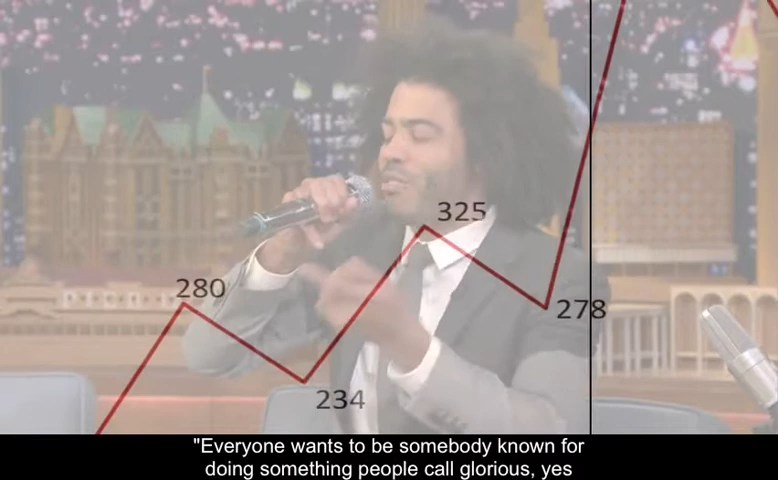 325
280
278
234
"Everyone wants to be somebody known for
doing something people call glorious, yes